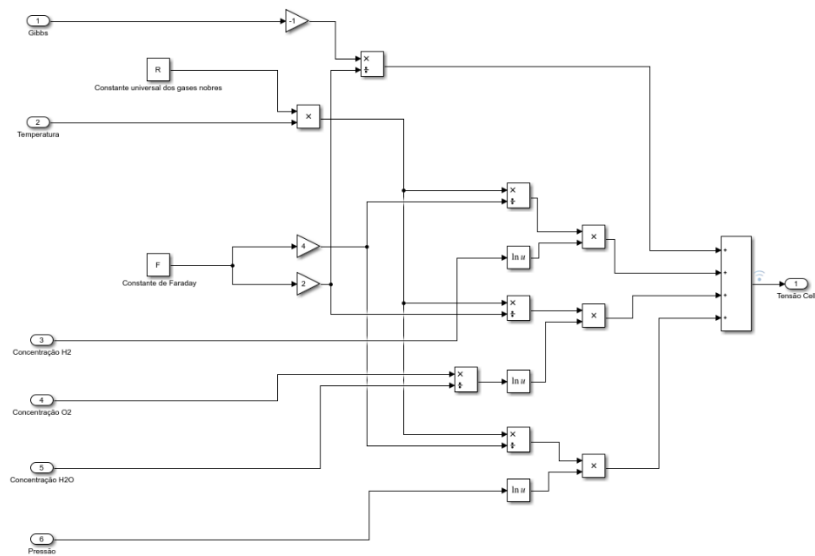 1
Gibbs
-1
×
÷
R
Constante universal dos gases nobres
×
2
Temperatura
×
÷
4
×
F
Constante de Faraday
ln u
2
×
÷
×
3
Concentração H2
×
÷
ln u
4
Concentração O2
×
÷
5
Concentração H2O
×
ln u
6
Pressão
+
+
+
+
1
Tensão Cell